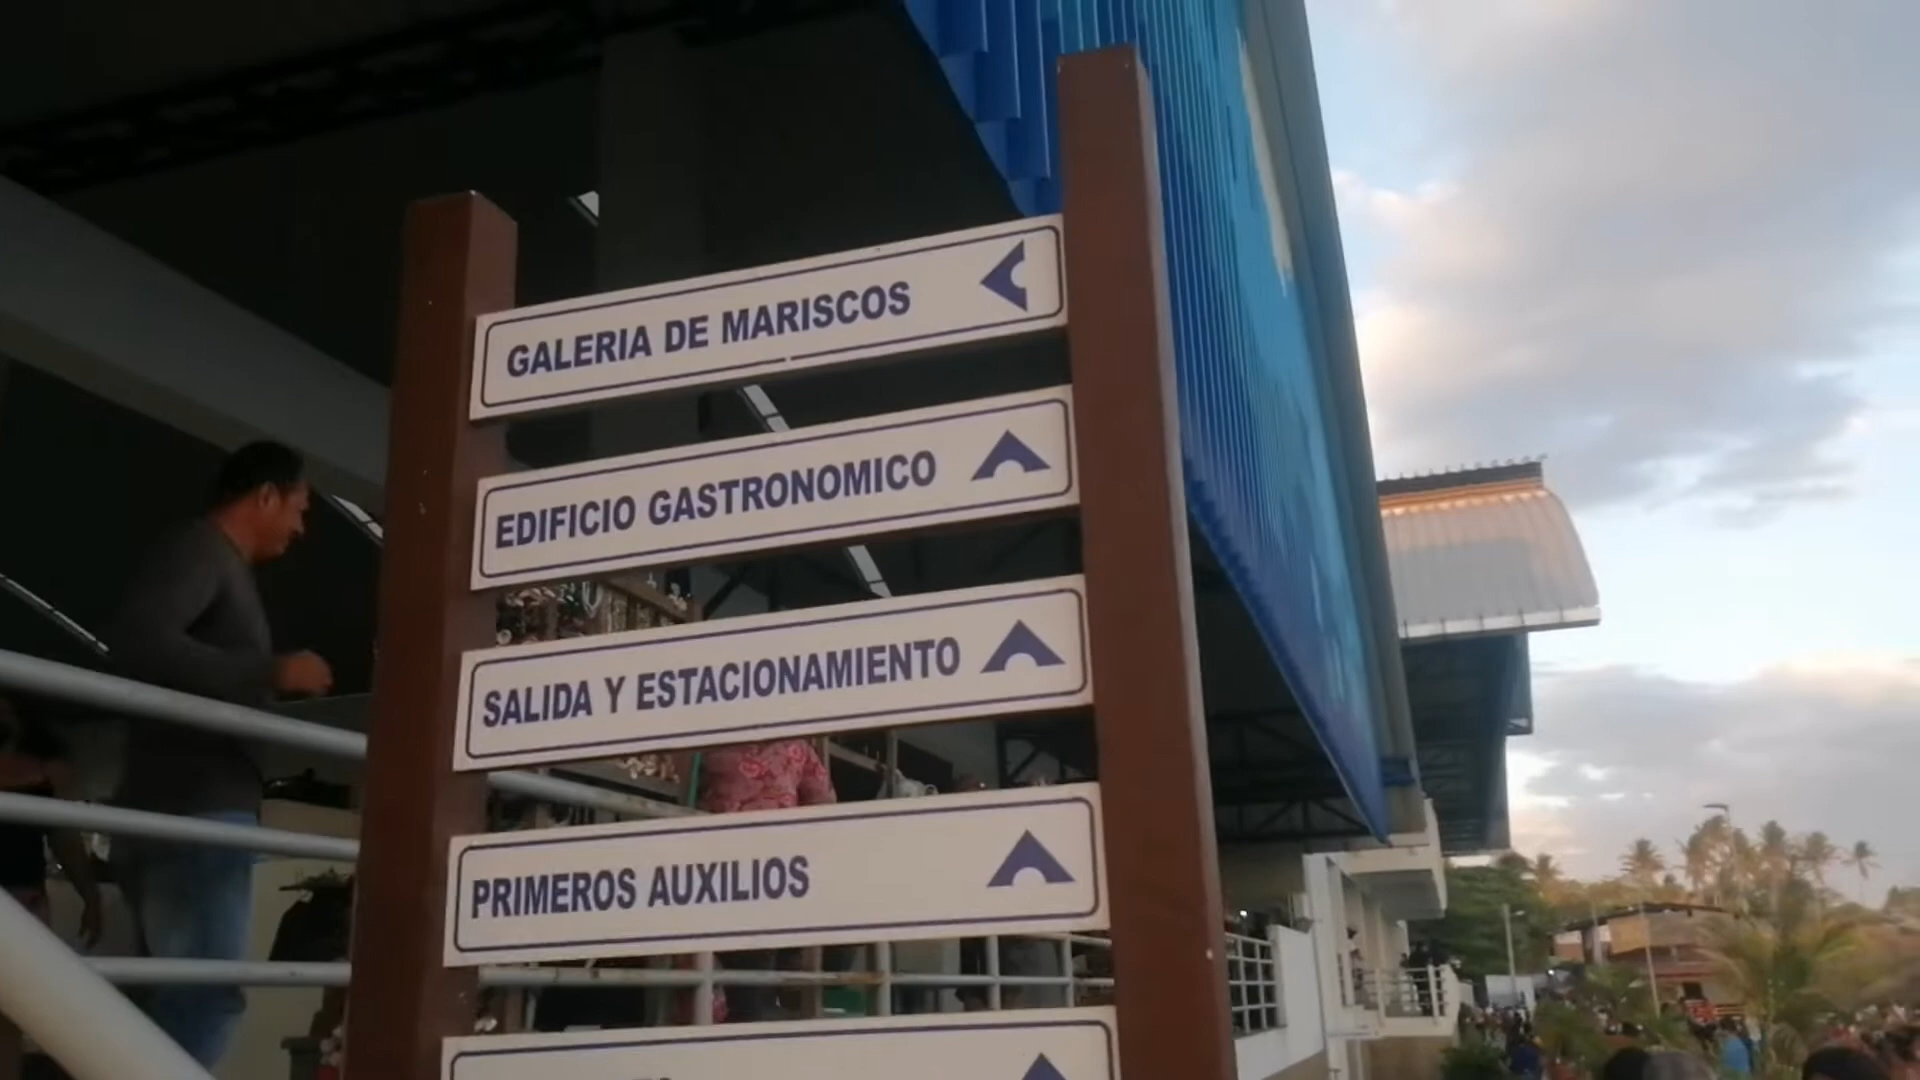 GALERIA DE MARISCOS
EDIFICIO GASTRONOMICO
SALIDA Y ESTACIONAMIENTO
PRIMEROS AUXILIOS